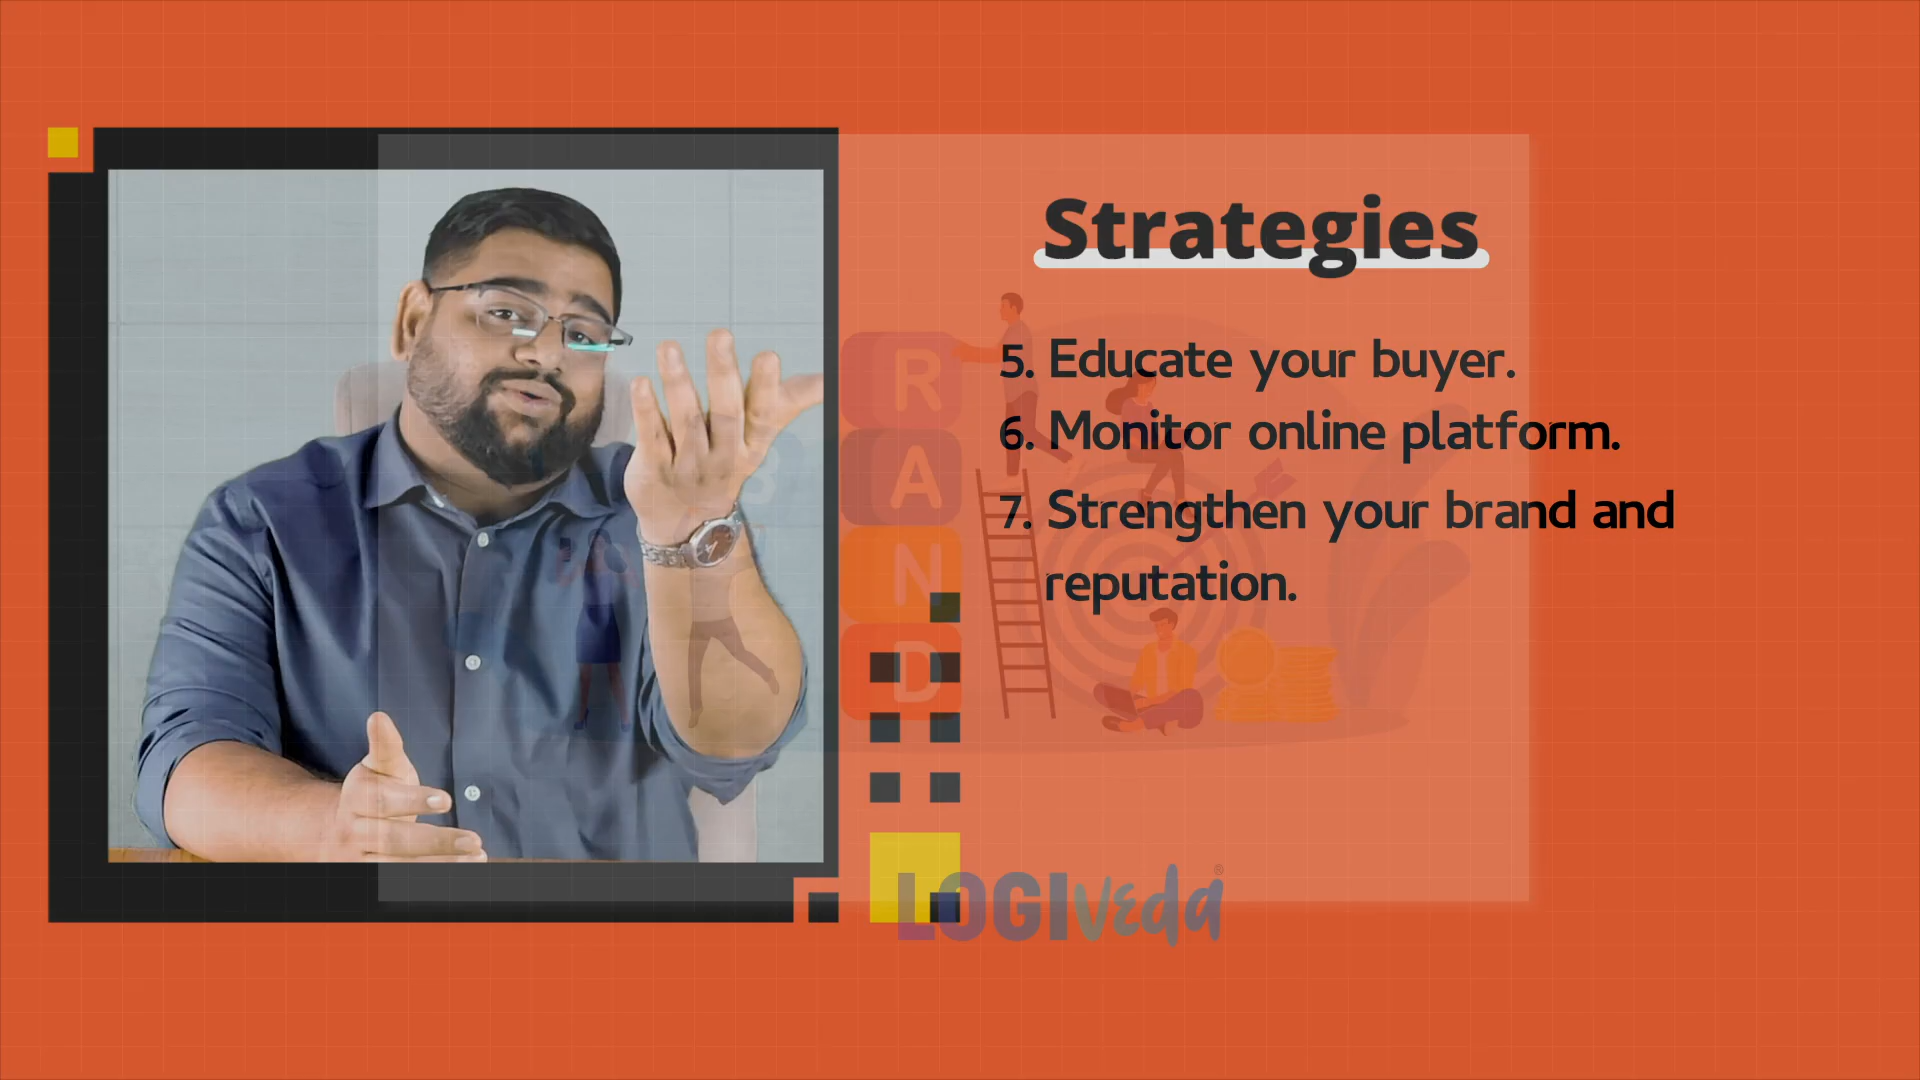 Strategies
5. Educate your buyer.
6. Monitor online platform.
7. Strengthen your brand and
reputation.
B
R
A
N
D
LOGIVEDA®